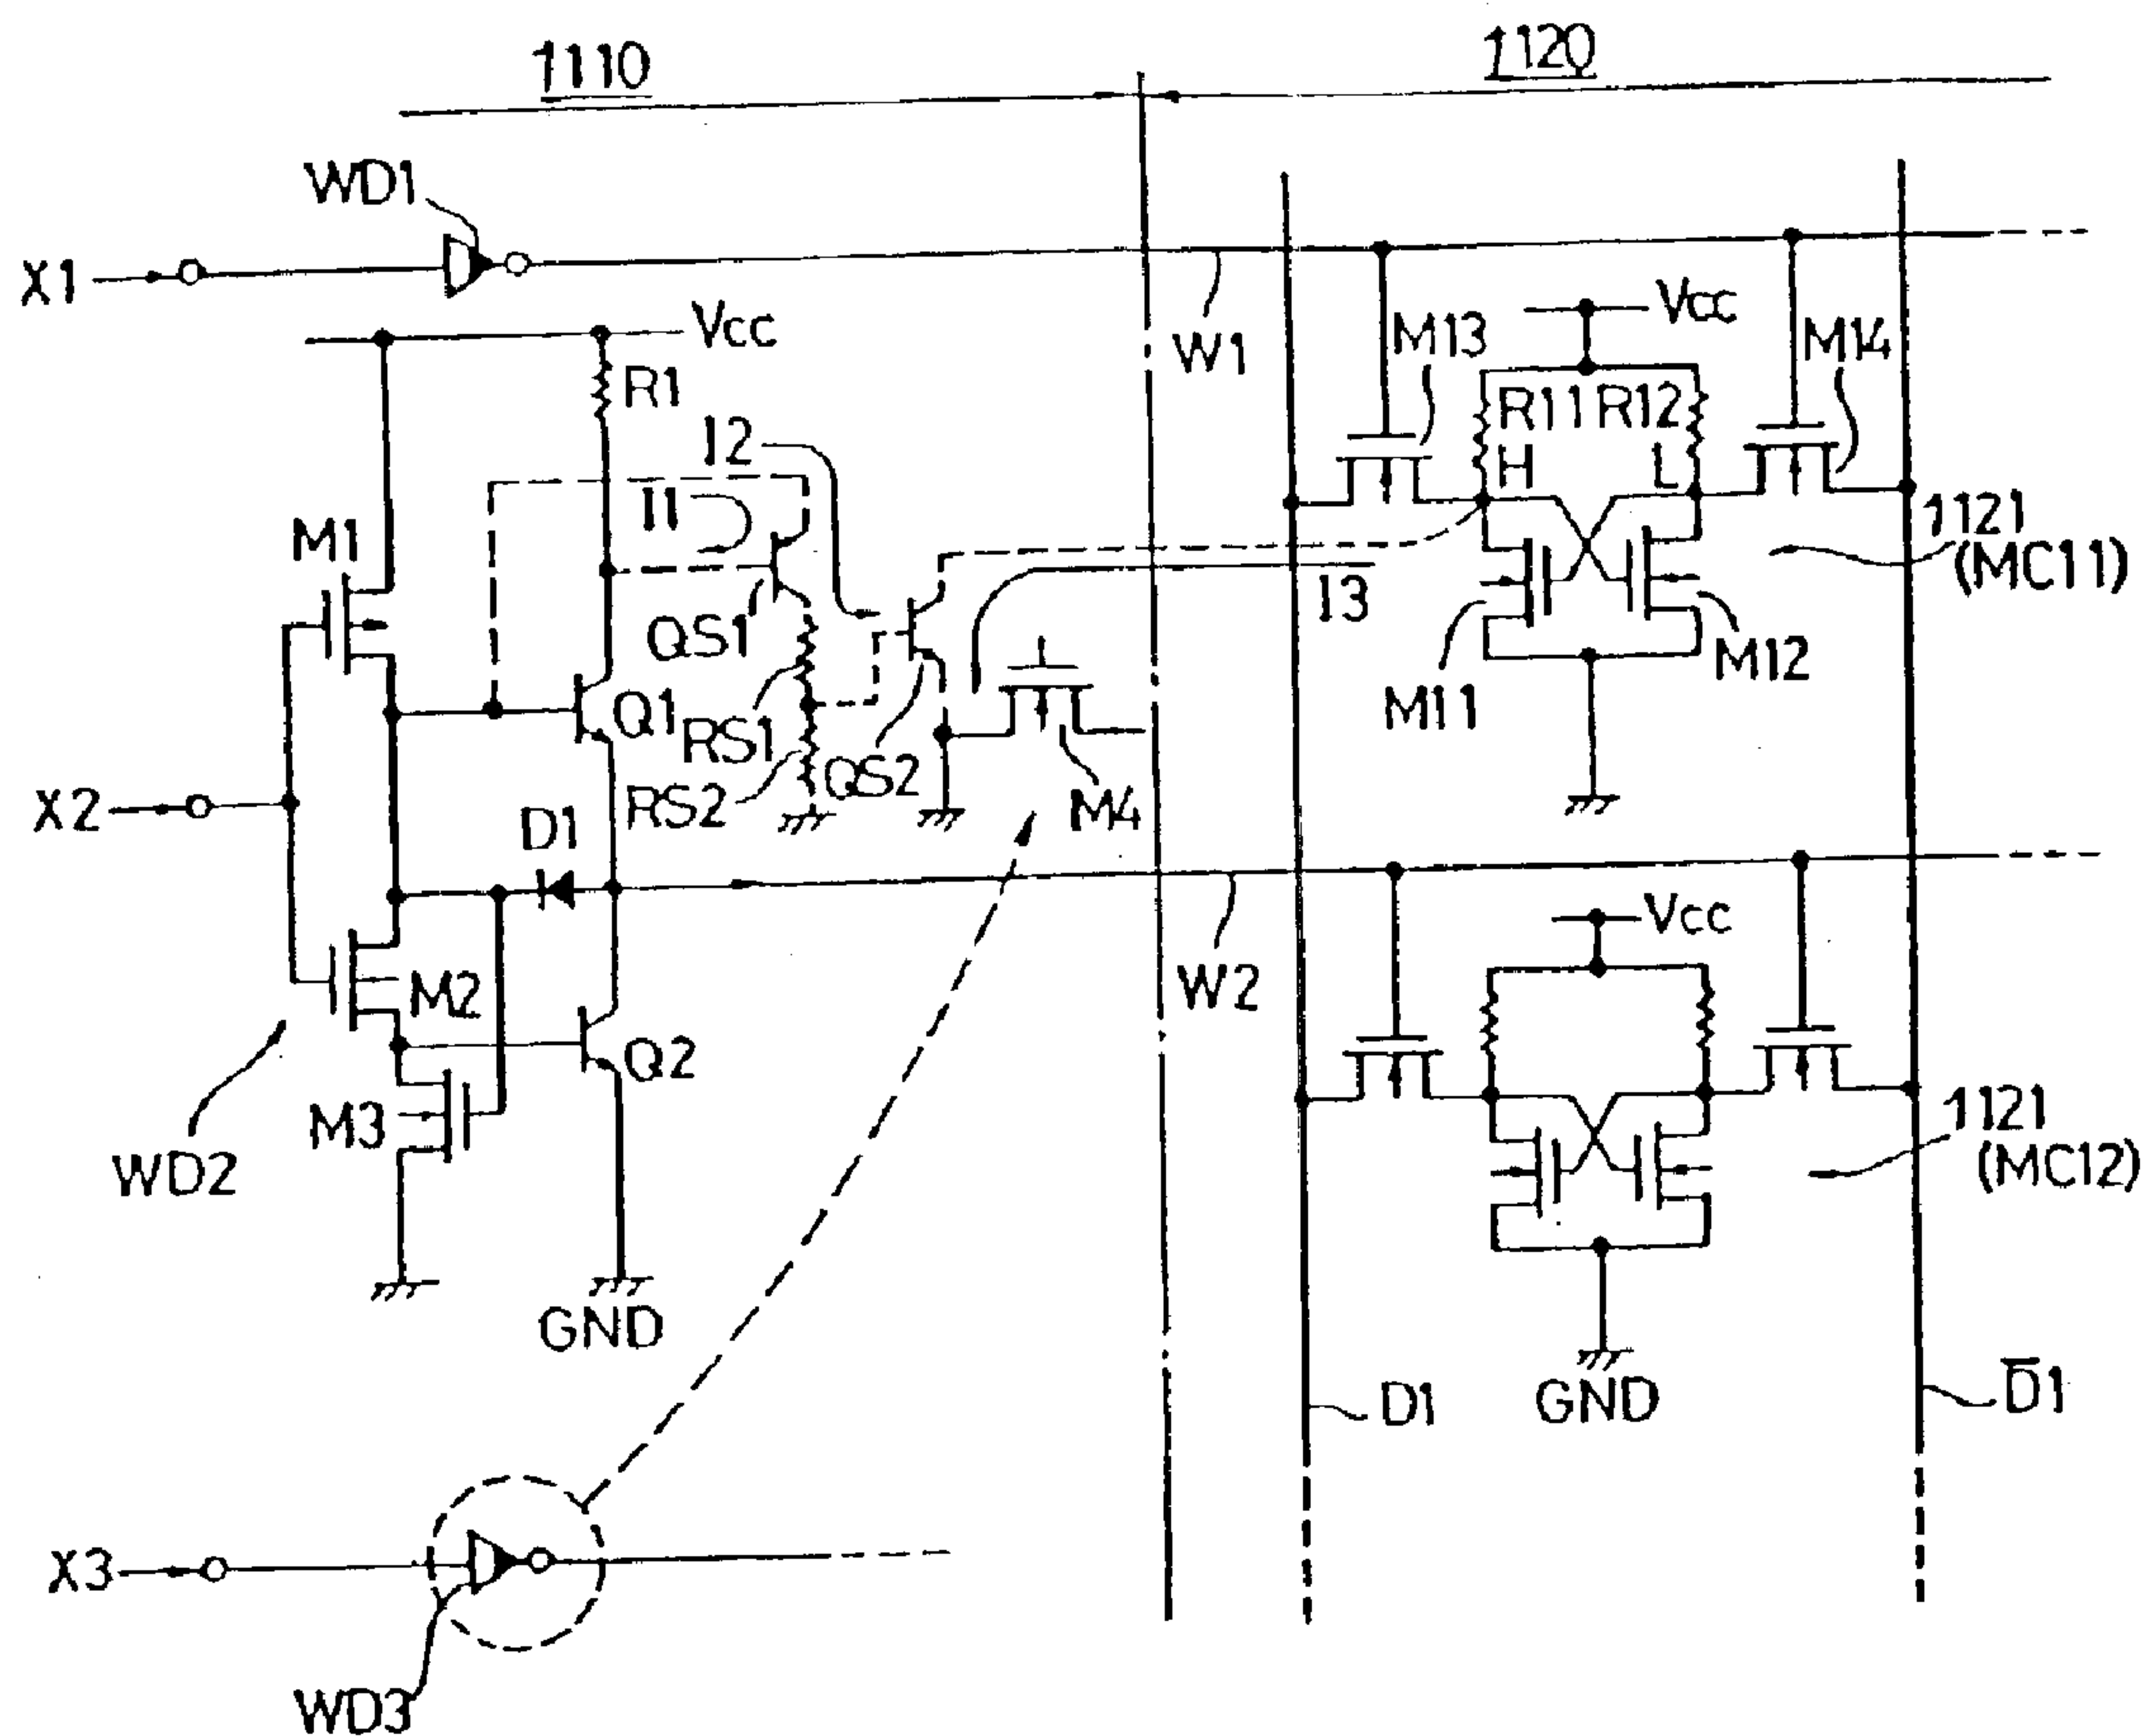 1110
1120
WD1
X1
Vcc
W1
M13
Vcc
M14
R1
I2
R11
R12
H
L
I1
M1
1121
(MC11)
QS1
I3
M12
M11
Q1
RS1
QS2
RS2
M4
X2
D1
Vcc
W2
M2
Q2
M3
WD2
1121
(MC12)
GND
D1
GND
D̅1
X3
WD3